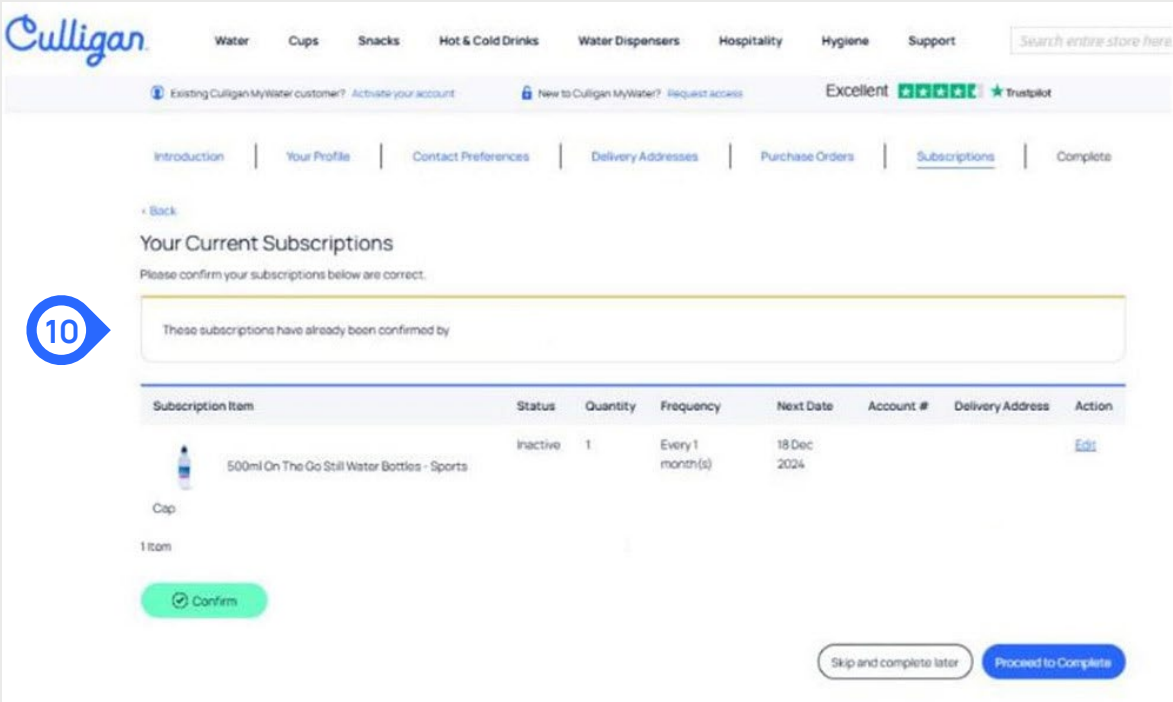 Culligan.
Water Cups Snacks Hot & Cold Drinks Water Dispensers Hospitality Hygiene Support Search entire store here
Existing Culligan MyWater customer? Activate your account New to Culligan MyWater? Request access Excellent Trustpilot
Introduction | Your Profile | Contact Preferences | Delivery Addresses | Purchase Orders | Subscriptions | Complete
‹ Back
Your Current Subscriptions
Please confirm your subscriptions below are correct.
10
These subscriptions have already been confirmed by
Subscription Item Status Quantity Frequency Next Date Account # Delivery Address Action
Inactive 1 Every 1 18 Dec Edit
500ml On The Go Still Water Bottles - Sports month(s) 2024
Cap
1 Item
Confirm
Skip and complete later Proceed to Complete